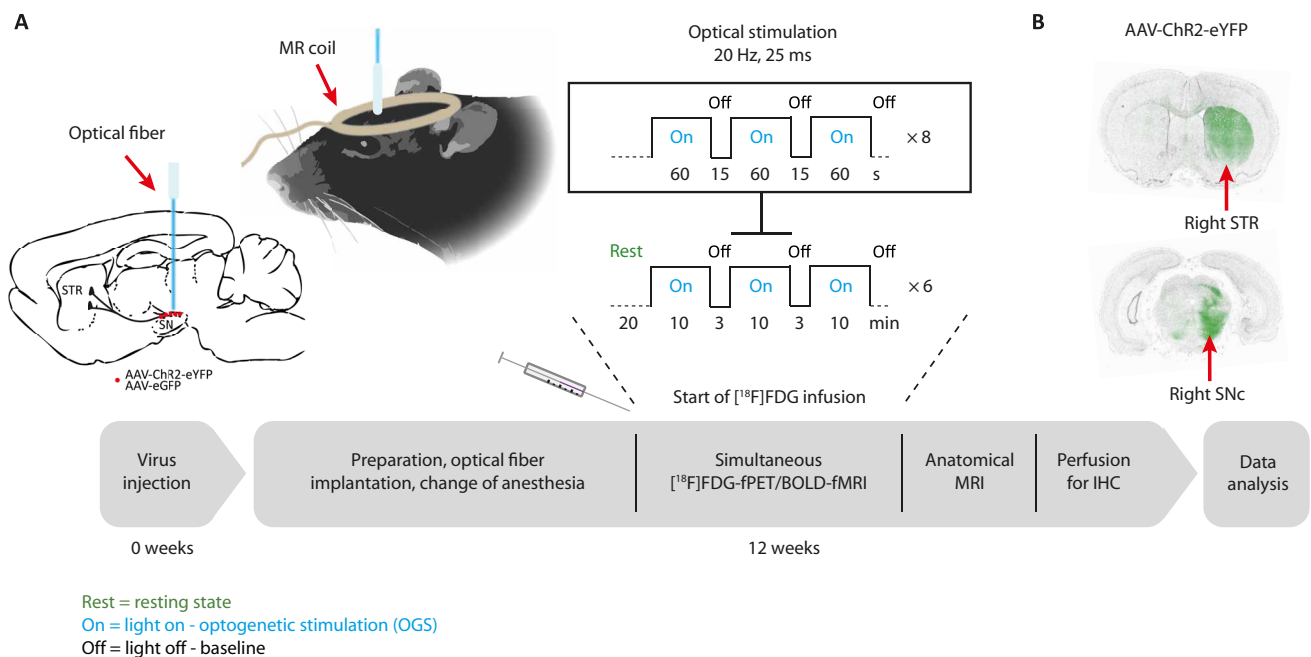 A
MR coil
Optical fiber
STR
SN
AAV-ChR2-eYFP
AAV-eGFP
Optical stimulation
20 Hz, 25 ms
Off Off Off
On On On × 8
60 15 60 15 60 s
Rest Off Off Off
On On On × 6
20 10 3 10 3 10 min
Start of [¹⁸F]FDG infusion
B
AAV-ChR2-eYFP
Right STR
Right SNc
Virus
injection
Preparation, optical fiber
implantation, change of anesthesia
Simultaneous
[¹⁸F]FDG-fPET/BOLD-fMRI
Anatomical
MRI
Perfusion
for IHC
Data
analysis
0 weeks
12 weeks
Rest = resting state
On = light on - optogenetic stimulation (OGS)
Off = light off - baseline